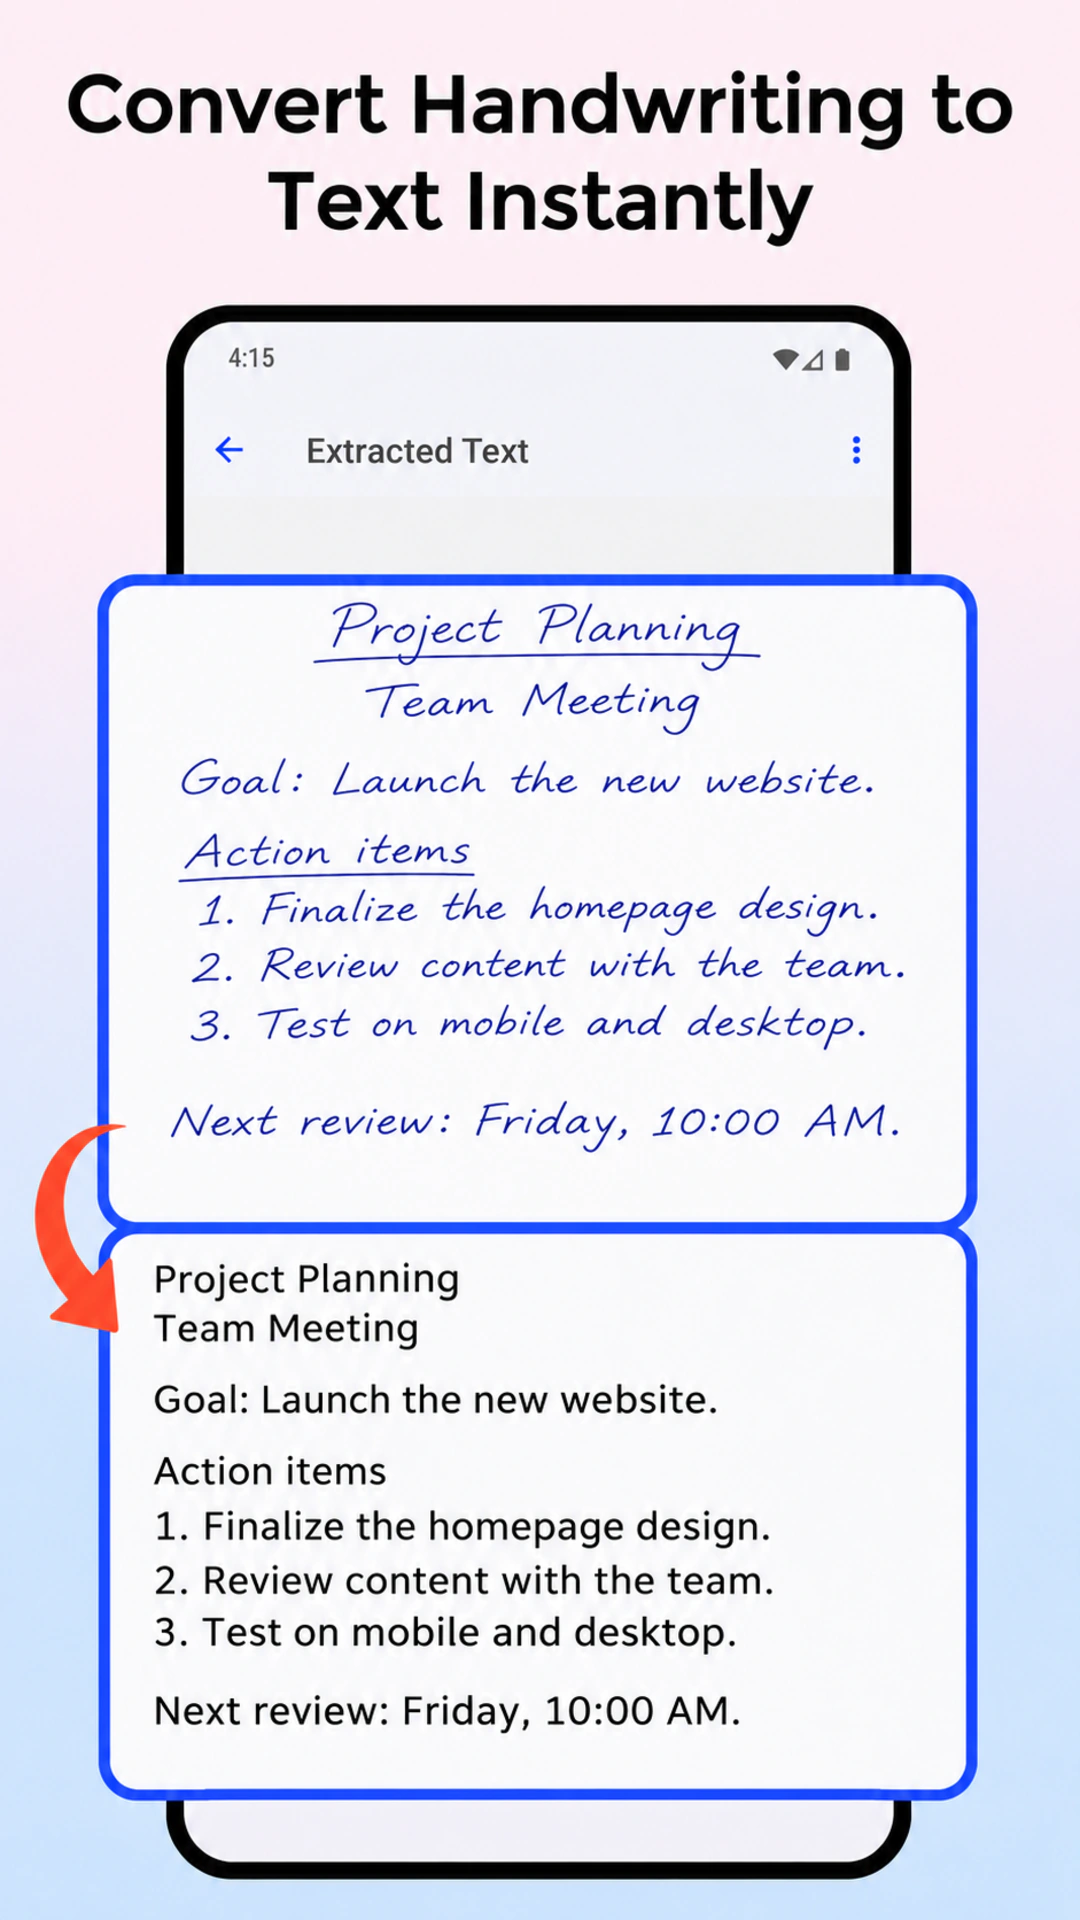 Convert Handwriting to
Text Instantly
4:15
Extracted Text
Project Planning
Team Meeting
Goal: Launch the new website.
Action items
1. Finalize the homepage design.
2. Review content with the team.
3. Test on mobile and desktop.
Next review: Friday, 10:00 AM.
Project Planning
Team Meeting
Goal: Launch the new website.
Action items
1. Finalize the homepage design.
2. Review content with the team.
3. Test on mobile and desktop.
Next review: Friday, 10:00 AM.